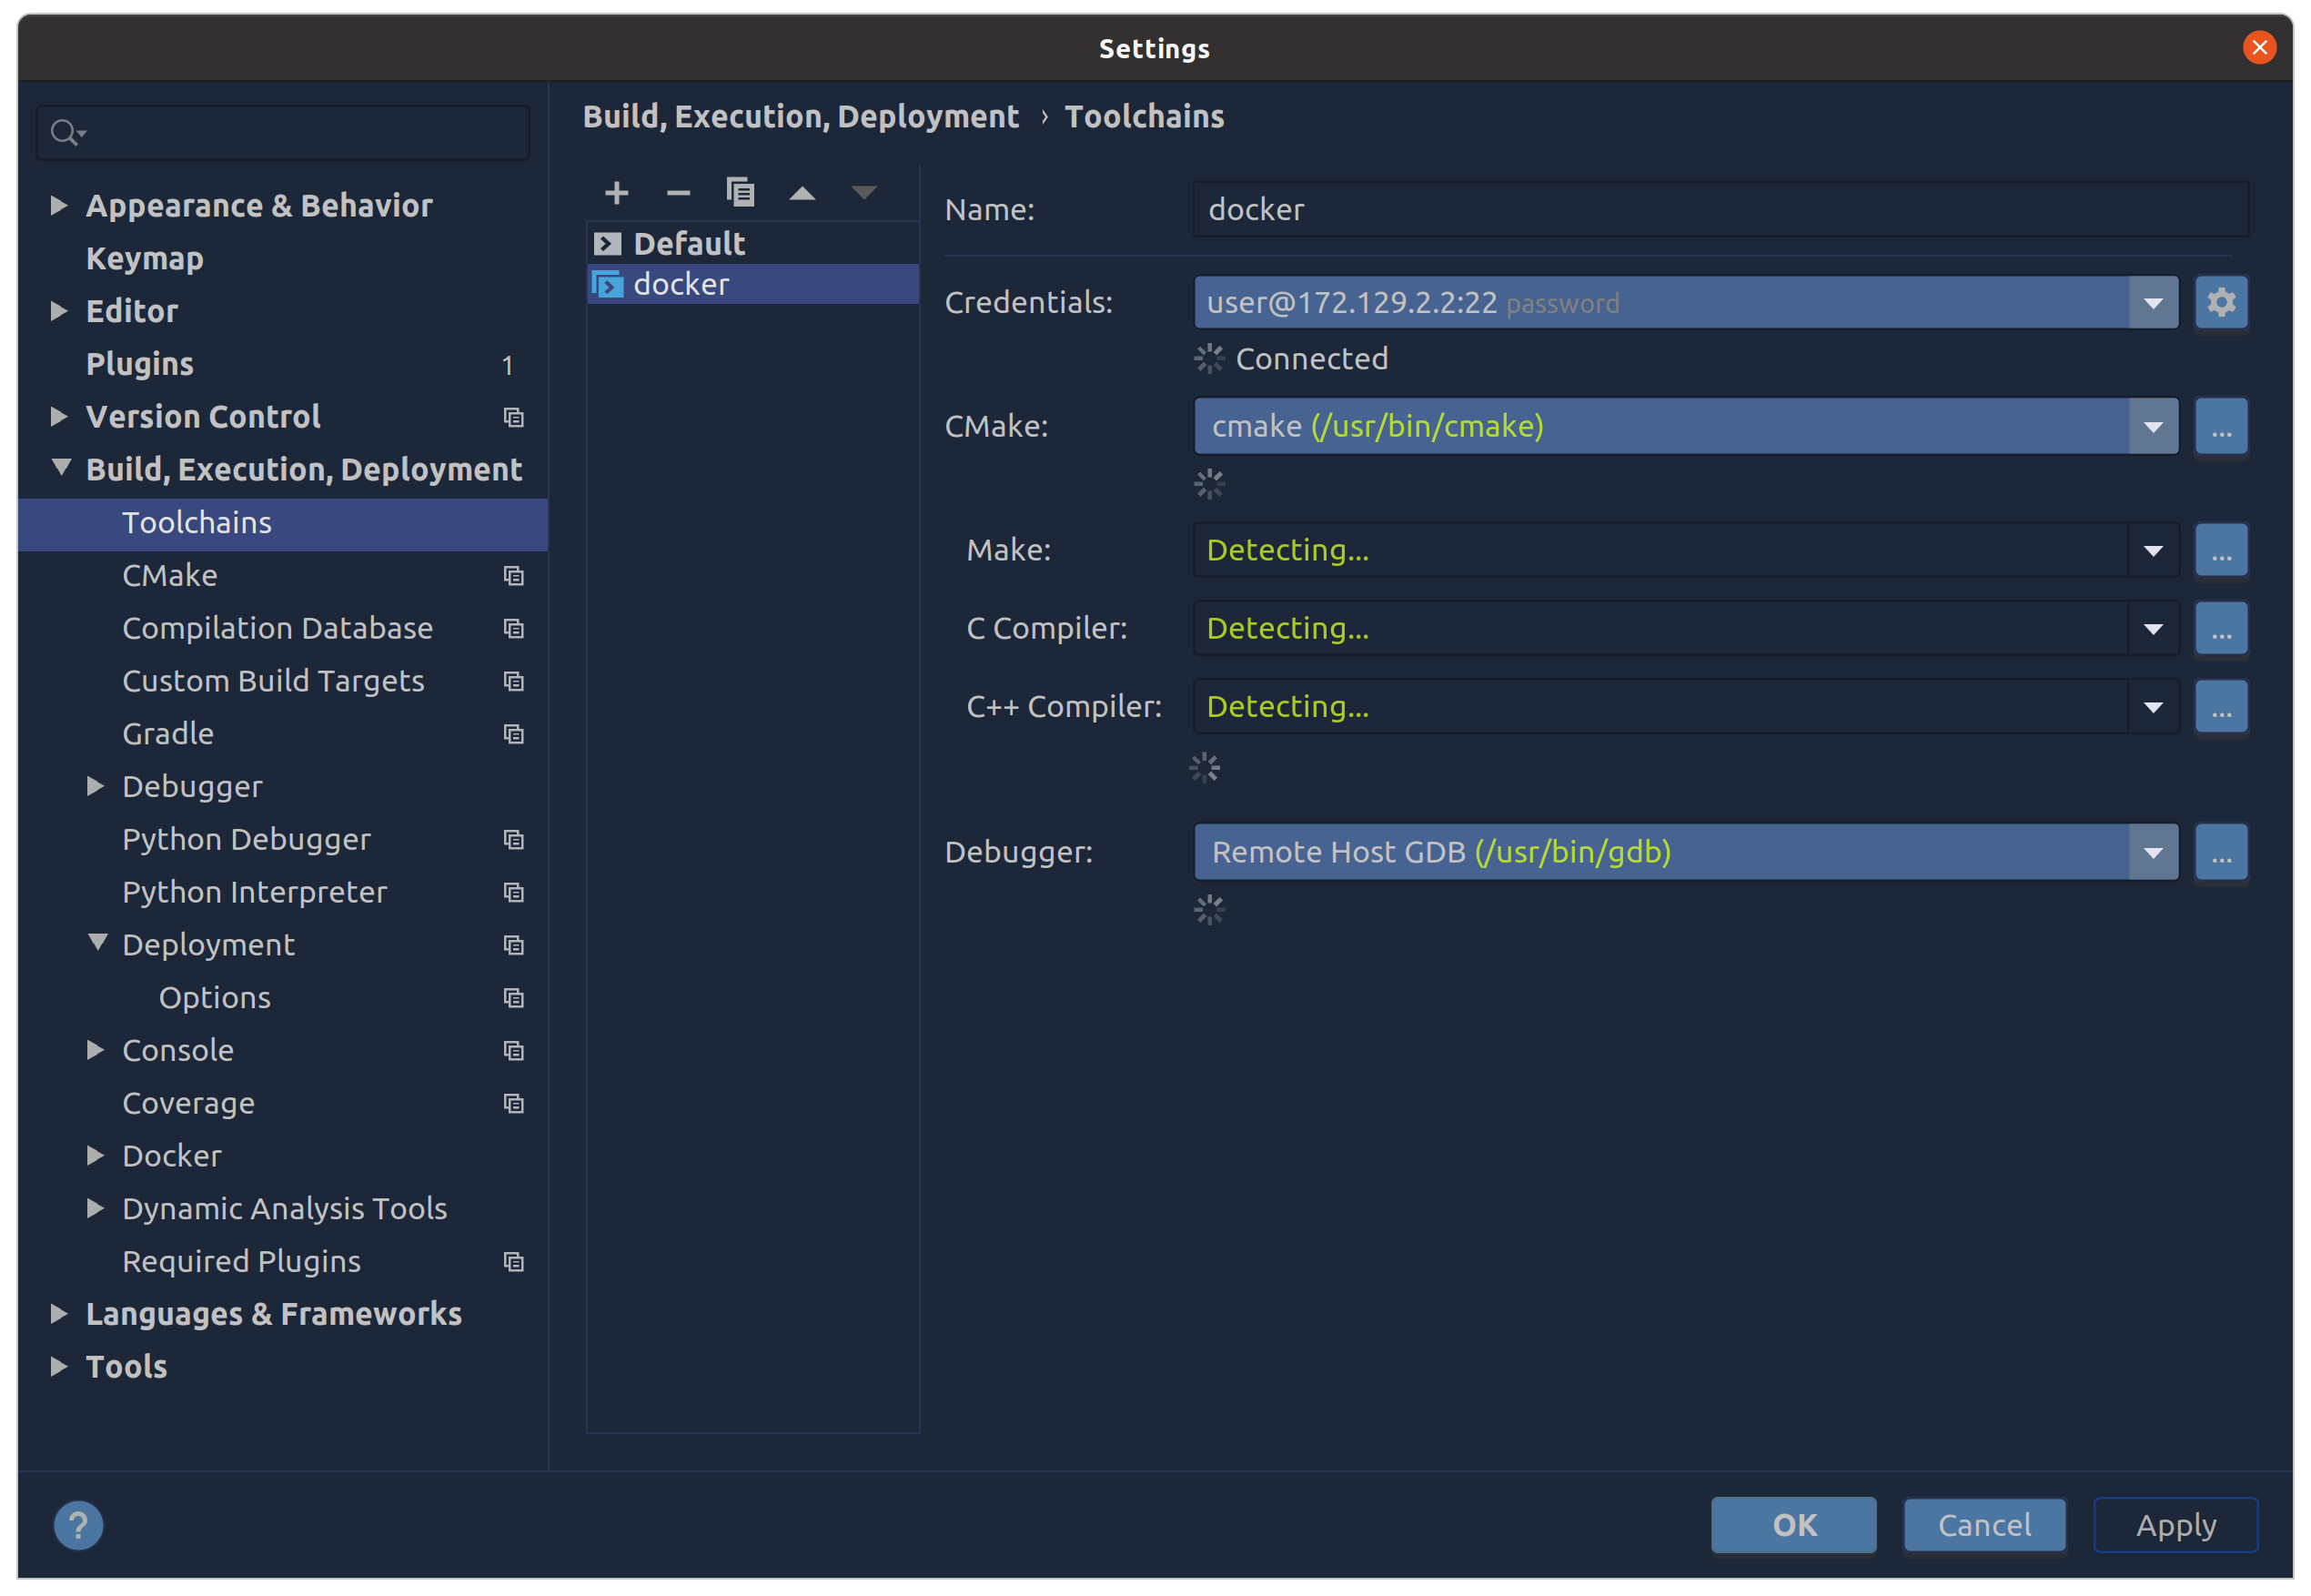 Settings
Appearance & Behavior
Keymap
Editor
Plugins 1
Version Control
Build, Execution, Deployment
Toolchains
CMake
Compilation Database
Custom Build Targets
Gradle
Debugger
Python Debugger
Python Interpreter
Deployment
Options
Console
Coverage
Docker
Dynamic Analysis Tools
Required Plugins
Languages & Frameworks
Tools
Build, Execution, Deployment › Toolchains
Default
docker
Name: docker
Credentials: user@172.129.2.2:22 password
Connected
CMake: cmake (/usr/bin/cmake) ...
Make: Detecting... ...
C Compiler: Detecting... ...
C++ Compiler: Detecting... ...
Debugger: Remote Host GDB (/usr/bin/gdb) ...
? OK Cancel Apply